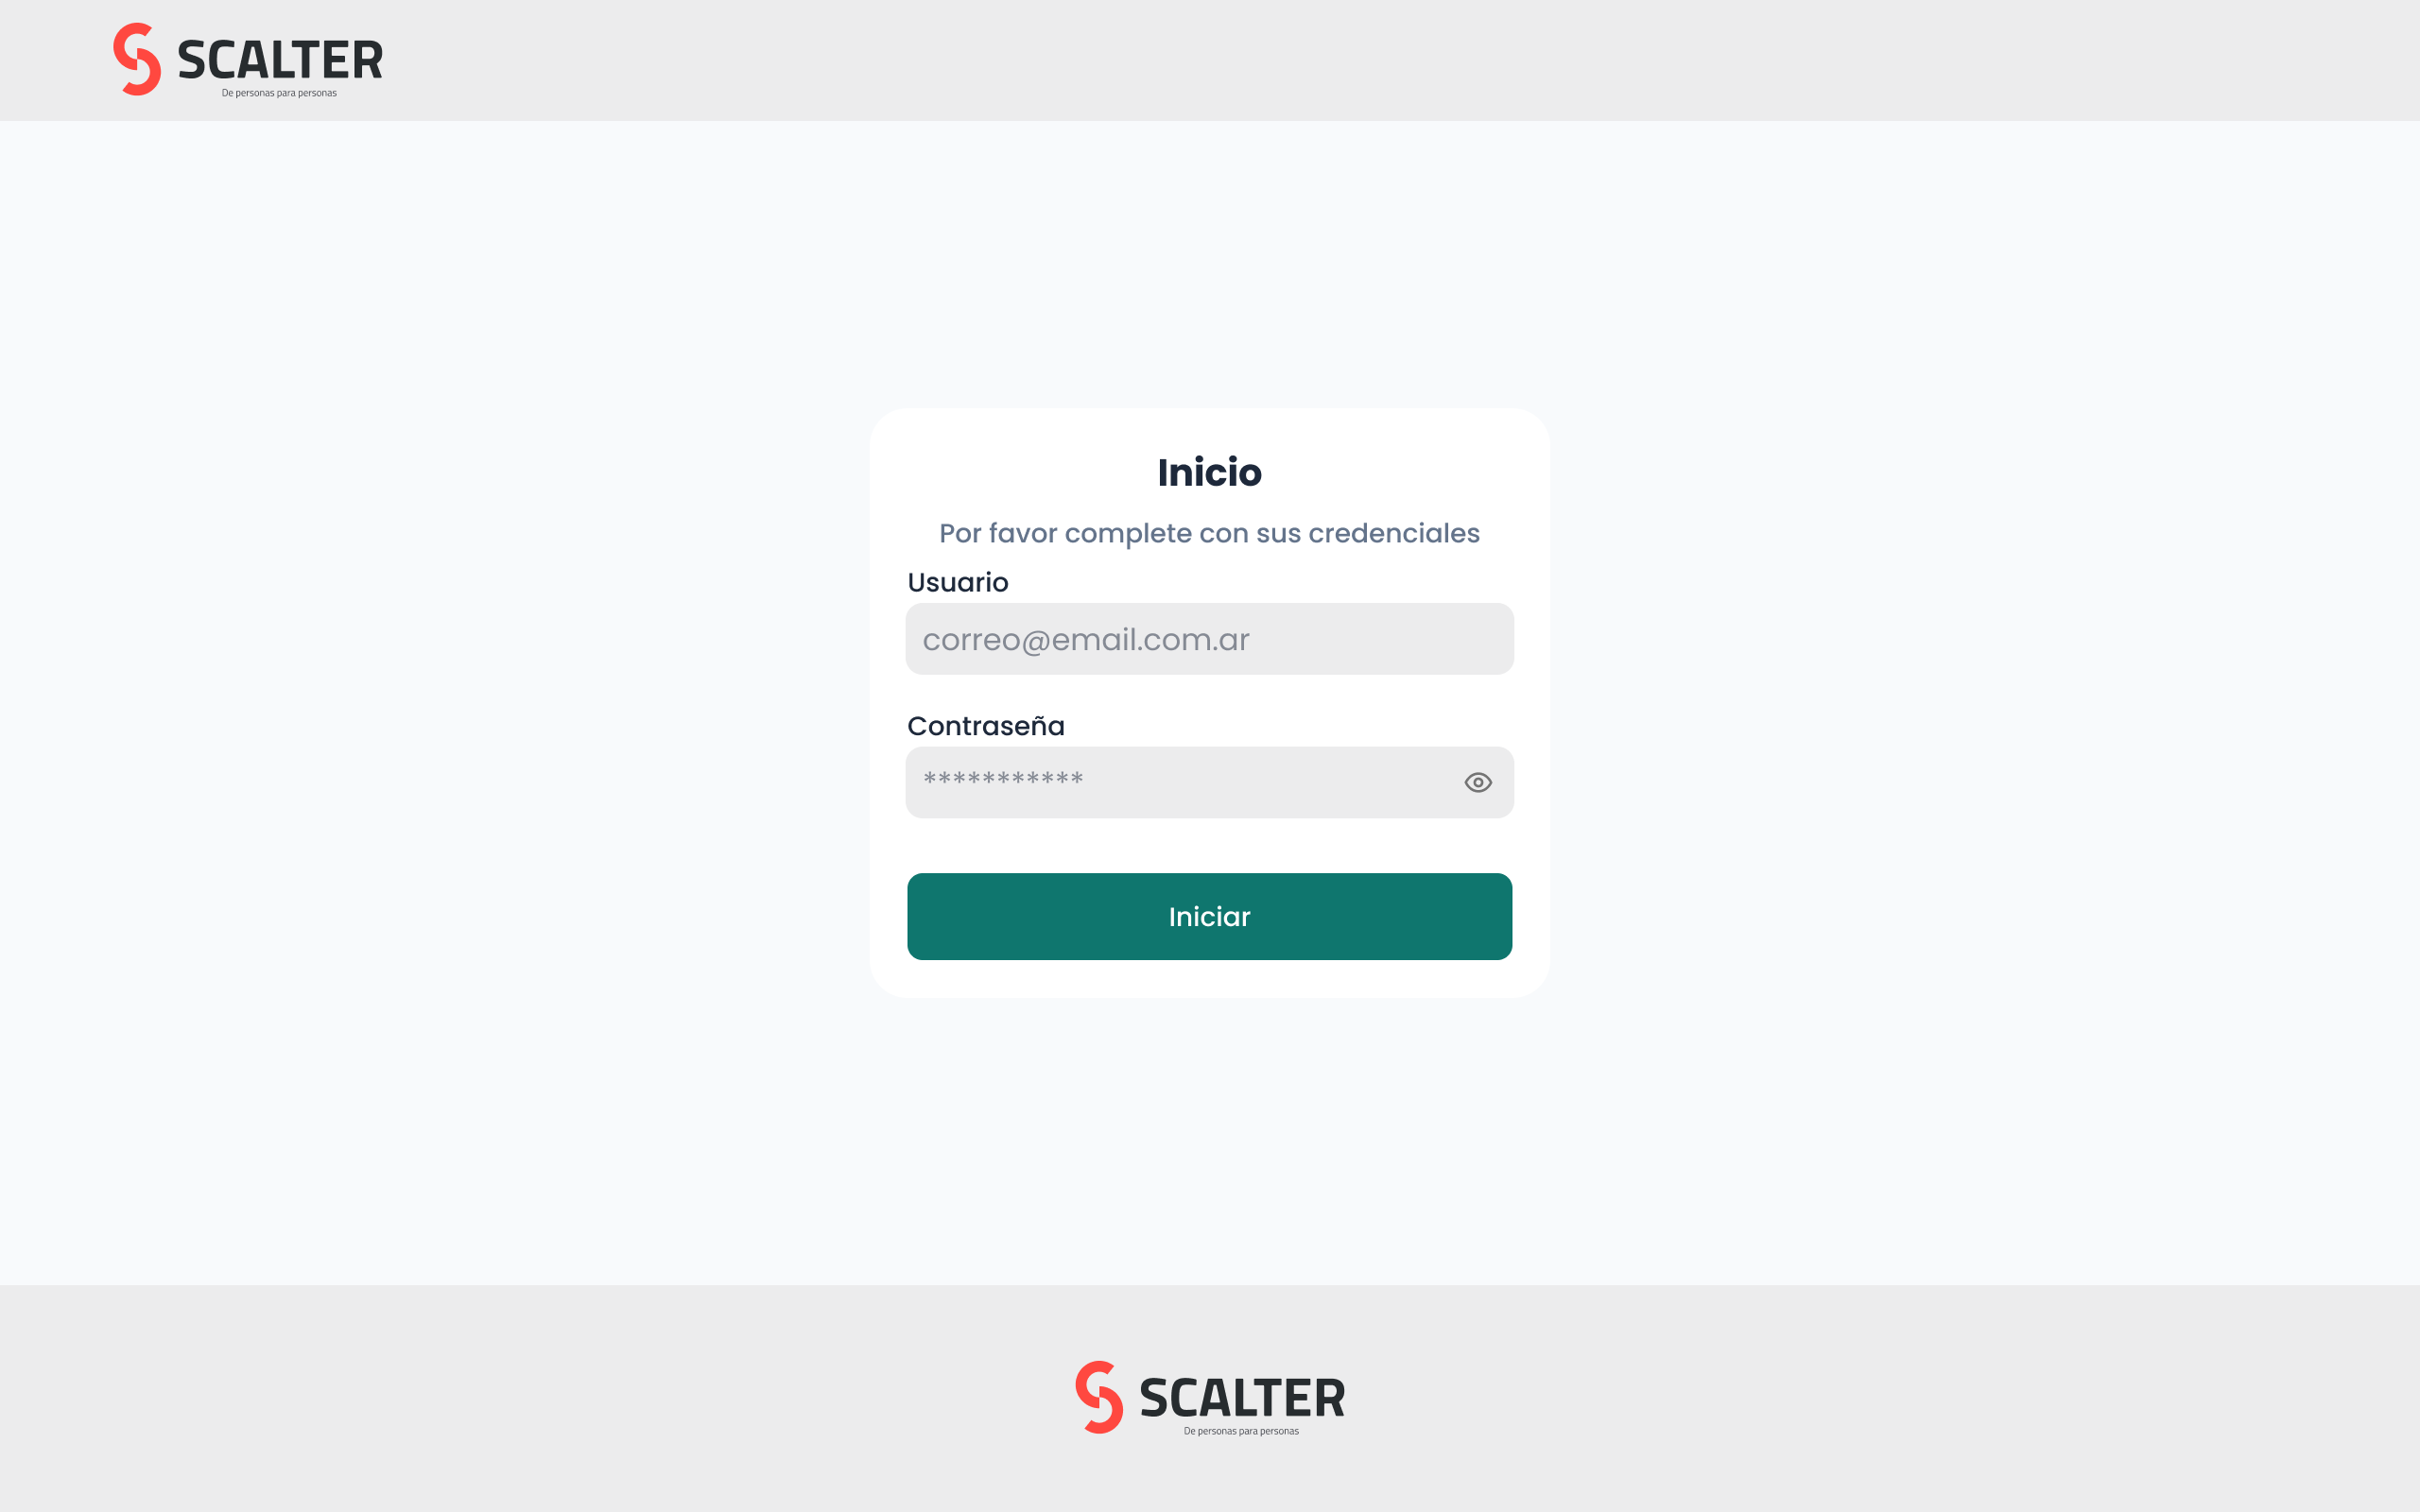 SCALTER
De personas para personas
Inicio
Por favor complete con sus credenciales
Usuario
correo@email.com.ar
Contraseña
***********
Iniciar
SCALTER
De personas para personas